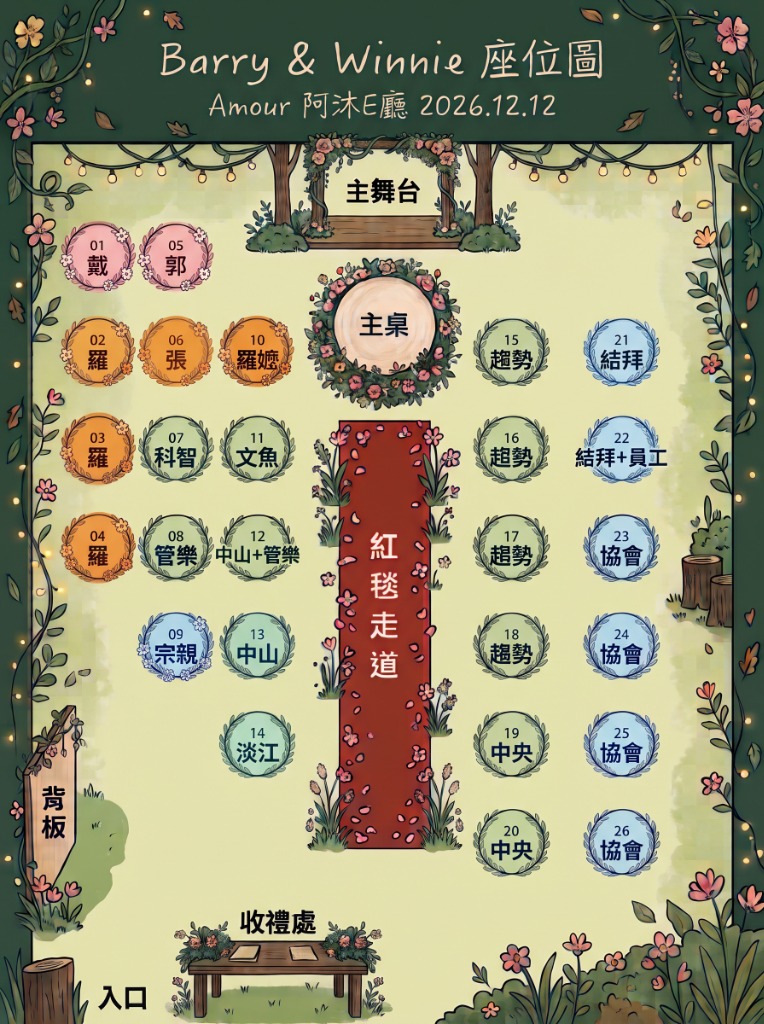 Barry & Winnie 座位圖
Amour 阿沐E廳 2026.12.12
主舞台
主桌
01
戴
05
郭
02
羅
06
張
10
羅嬤
15
趨勢
21
結拜
03
羅
07
科智
11
文魚
16
趨勢
22
結拜+員工
04
羅
08
管樂
12
中山+管樂
17
趨勢
23
協會
09
宗親
13
中山
18
趨勢
24
協會
14
淡江
19
中央
25
協會
20
中央
26
協會
紅毯走道
背板
收禮處
入口